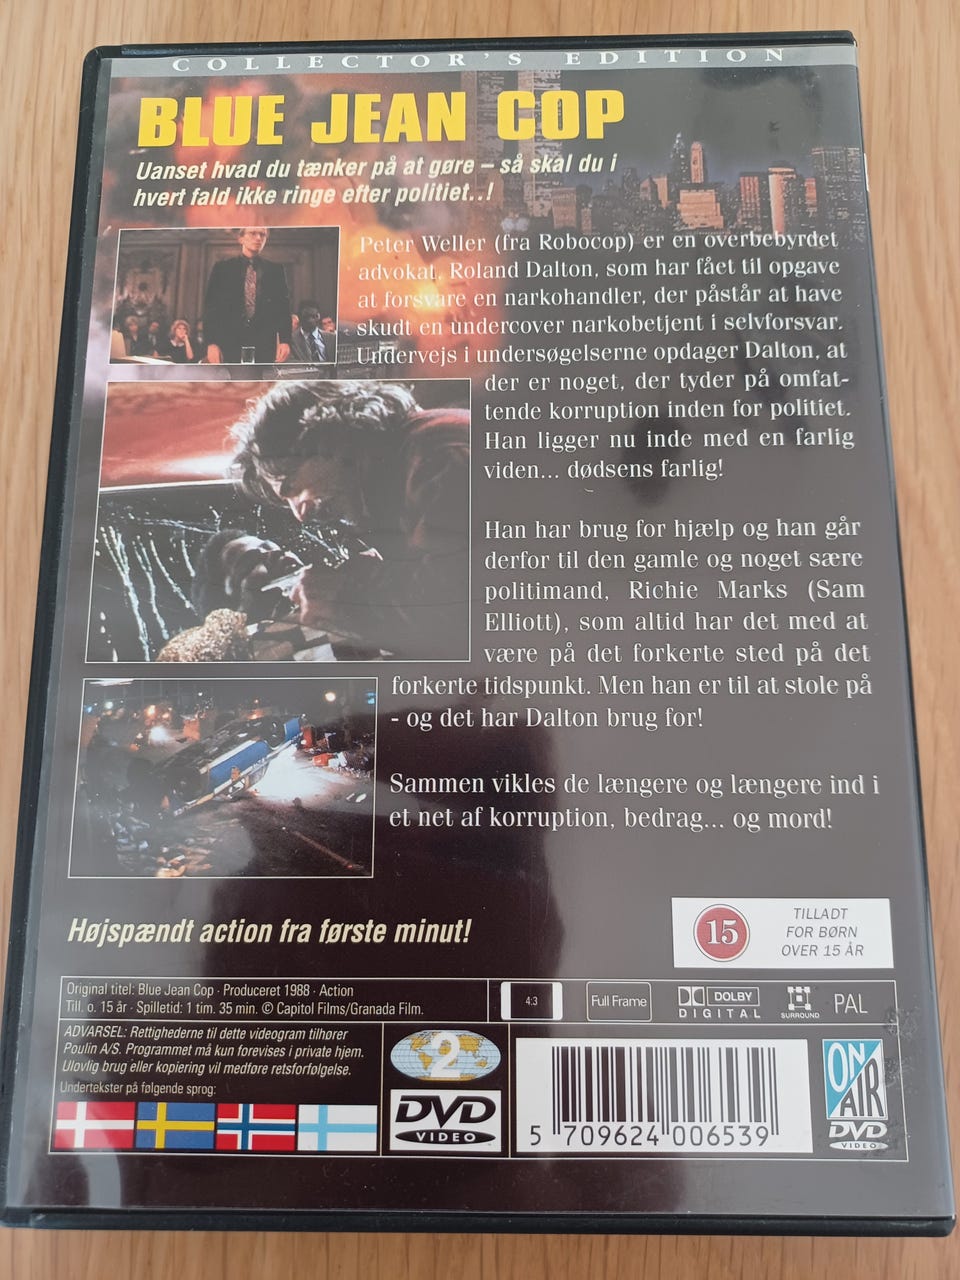 COLLECTOR'S EDITION
BLUE JEAN COP
Uanset hvad du tænker på at gøre – så skal du i
hvert fald ikke ringe efter politiet..!
Peter Weller (fra Robocop) er en overbebyrdet
advokat, Roland Dalton, som har fået til opgave
at forsvare en narkohandler, der påstår at have
skudt en undercover narkobetjent i selvforsvar.
Undervejs i undersøgelserne opdager Dalton, at
der er noget, der tyder på omfat-
tende korruption inden for politiet.
Han ligger nu inde med en farlig
viden... dødsens farlig!
Han har brug for hjælp og han går
derfor til den gamle og noget sære
politimand, Richie Marks (Sam
Elliott), som altid har det med at
være på det forkerte sted på det
forkerte tidspunkt. Men han er til at stole på
- og det har Dalton brug for!
Sammen vikles de længere og længere ind i
et net af korruption, bedrag... og mord!
Højspændt action fra første minut!
15
TILLADT
FOR BØRN
OVER 15 ÅR
Original titel: Blue Jean Cop · Produceret 1988 · Action
Till. o. 15 år · Spilletid: 1 tim. 35 min. © Capitol Films/Granada Film.
4:3
Full Frame
DOLBY
DIGITAL
SURROUND
PAL
ADVARSEL: Rettighederne til dette videogram tilhører
Poulin A/S. Programmet må kun forevises i private hjem.
Ulovlig brug eller kopiering vil medføre retsforfølgelse.
Undertekster på følgende sprog:
2
DVD
VIDEO
5 709624 006539
ON
AIR
DVD
VIDEO